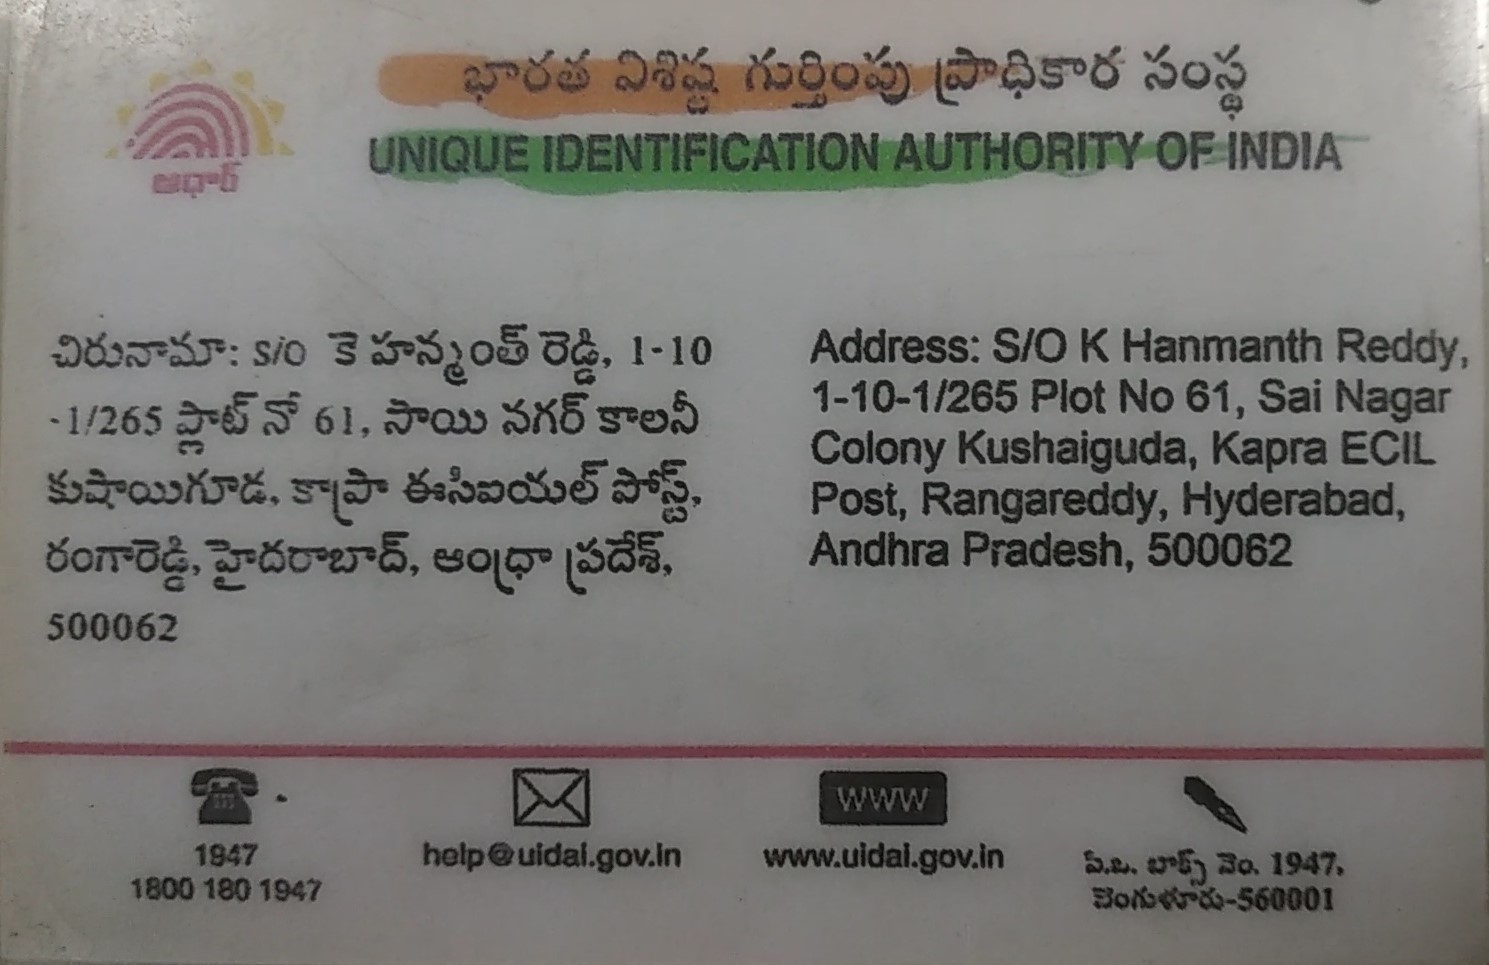 భారత విశిష్ట గుర్తింపు ప్రాధికార సంస్థ
UNIQUE IDENTIFICATION AUTHORITY OF INDIA
ఆధార్
చిరునామా: S/O కె హన్మంత్ రెడ్డి, 1-10
-1/265 ప్లాట్ నో 61, సాయి నగర్ కాలనీ
కుషాయిగూడ, కాప్రా ఈసిఐయల్ పోస్ట్,
రంగారెడ్డి, హైదరాబాద్, ఆంధ్రా ప్రదేశ్,
500062
Address: S/O K Hanmanth Reddy,
1-10-1/265 Plot No 61, Sai Nagar
Colony Kushaiguda, Kapra ECIL
Post, Rangareddy, Hyderabad,
Andhra Pradesh, 500062
1947
1800 180 1947
help@uidai.gov.in
WWW
www.uidai.gov.in
పి.ఒ. బాక్స్ నెం. 1947,
బెంగుళూరు-560001